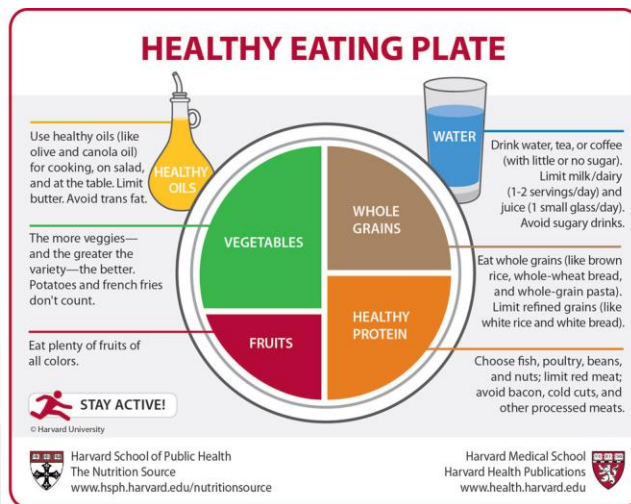 HEALTHY EATING PLATE
Use healthy oils (like
olive and canola oil)
for cooking, on salad,
and at the table. Limit
butter. Avoid trans fat.
HEALTHY
OILS
The more veggies—
and the greater the
variety—the better.
Potatoes and french fries
don't count.
Eat plenty of fruits of
all colors.
VEGETABLES
FRUITS
WHOLE
GRAINS
HEALTHY
PROTEIN
WATER
Drink water, tea, or coffee
(with little or no sugar).
Limit milk/dairy
(1-2 servings/day) and
juice (1 small glass/day).
Avoid sugary drinks.
Eat whole grains (like brown
rice, whole-wheat bread,
and whole-grain pasta).
Limit refined grains (like
white rice and white bread).
Choose fish, poultry, beans,
and nuts; limit red meat;
avoid bacon, cold cuts, and
other processed meats.
STAY ACTIVE!
© Harvard University
Harvard School of Public Health
The Nutrition Source
www.hsph.harvard.edu/nutritionsource
Harvard Medical School
Harvard Health Publications
www.health.harvard.edu